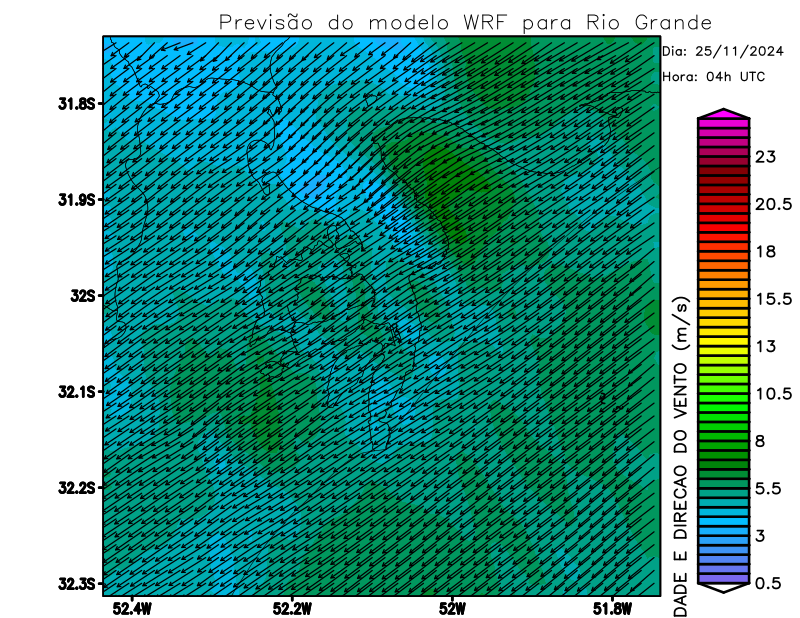 Previsão do modelo WRF para Rio Grande
Dia: 25/11/2024
Hora: 04h UTC
31.8S
31.9S
32S
32.1S
32.2S
32.3S
52.4W
52.2W
52W
51.8W
23
20.5
18
15.5
13
10.5
8
5.5
3
0.5
DADE E DIRECAO DO VENTO (m/s)